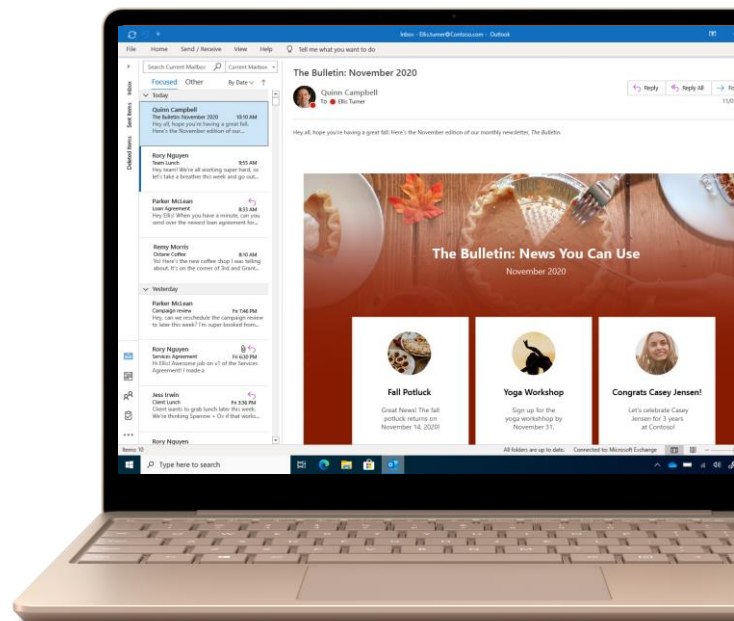 Inbox - Ellicturner@Contoso.com - Outlook
File Home Send / Receive View Help Tell me what you want to do
Search Current Mailbox Current Mailbox
Focused Other By Date
Today
Quinn Campbell
The Bulletin November 2020 10:10 AM
Hey all, hope you're having a great fall.
Here's the November edition of our...
Rory Nguyen
Team Lunch 9:55 AM
Hey team! We're all working super hard, so
let's take a breather this week and go out...
Parker McLean
Loan Agreement 8:33 AM
Hey Ellis! When you have a minute, can you
send over the newest loan agreement for...
Remy Morris
Octane Coffee 8:10 AM
Yo! Here's the new coffee shop I was telling
about. It's on the corner of 3rd and Grant...
Yesterday
Parker McLean
Campaign review Fri 7:46 PM
Hey, can we reschedule the campaign review
to later this week? I'm super booked from...
Rory Nguyen
Services Agreement Fri 6:30 PM
Hi Ellis! Awesome job on v1 of the Services
Agreement! I made a
Jess Irwin
Client Lunch Fri 3:36 PM
Client wants to grab lunch later this week.
We're thinking Sparrow + Ox if that works...
Rory Nguyen
Inbox
Sent Items
Deleted Items
The Bulletin: November 2020
Quinn Campbell
To Ellis Turner
Reply Reply All Fo
11/0
Hey all, hope you're having a great fall. Here's the November edition of our monthly newsletter, The Bulletin.
The Bulletin: News You Can Use
November 2020
Fall Potluck
Great News! The fall
potluck returns on
November 14, 2020!
Yoga Workshop
Sign up for the
yoga workshhop by
November 31.
Congrats Casey Jensen!
Let's celebrate Casey
Jensen for 3 years
at Contoso!
Items: 10 All folders are up to date. Connected to: Microsoft Exchange
Type here to search